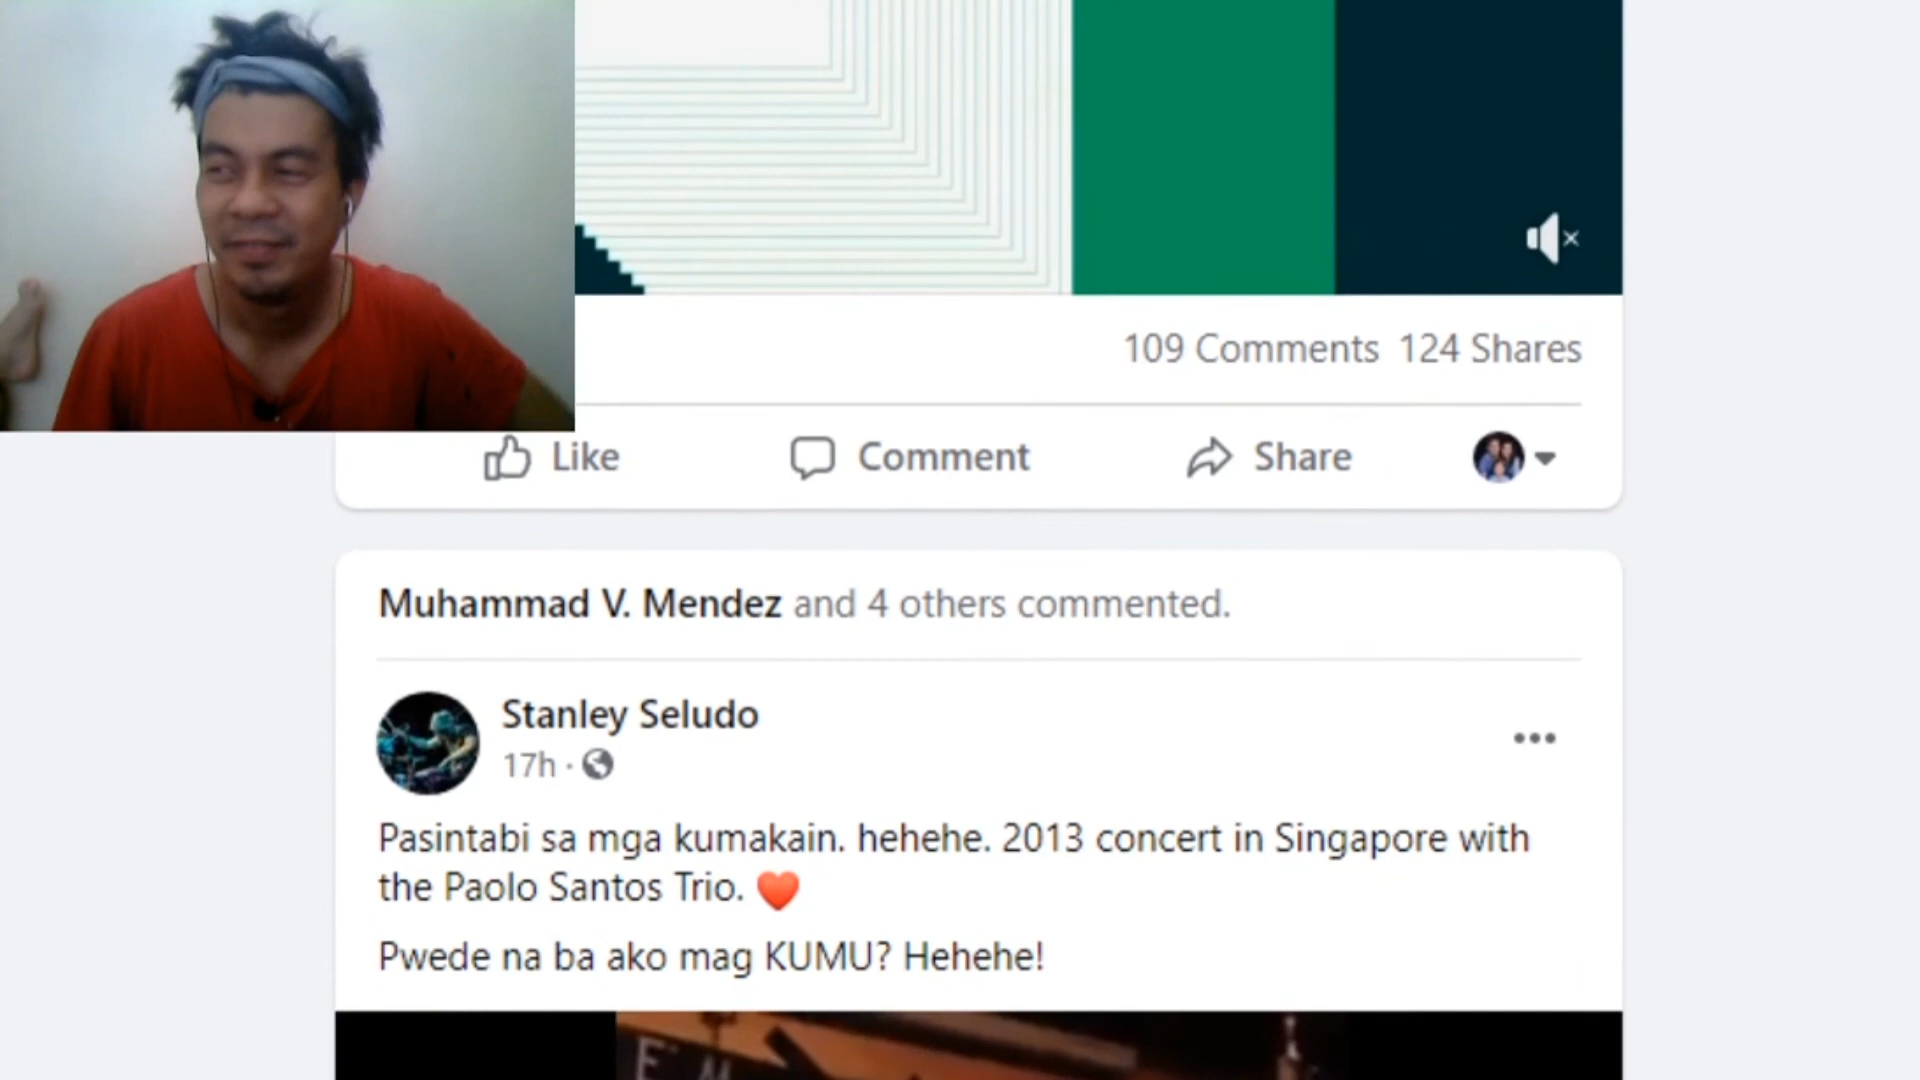 109 Comments 124 Shares
Like Comment Share
Muhammad V. Mendez and 4 others commented.
Stanley Seludo
17h ·
Pasintabi sa mga kumakain. hehehe. 2013 concert in Singapore with
the Paolo Santos Trio. ❤️
Pwede na ba ako mag KUMU? Hehehe!